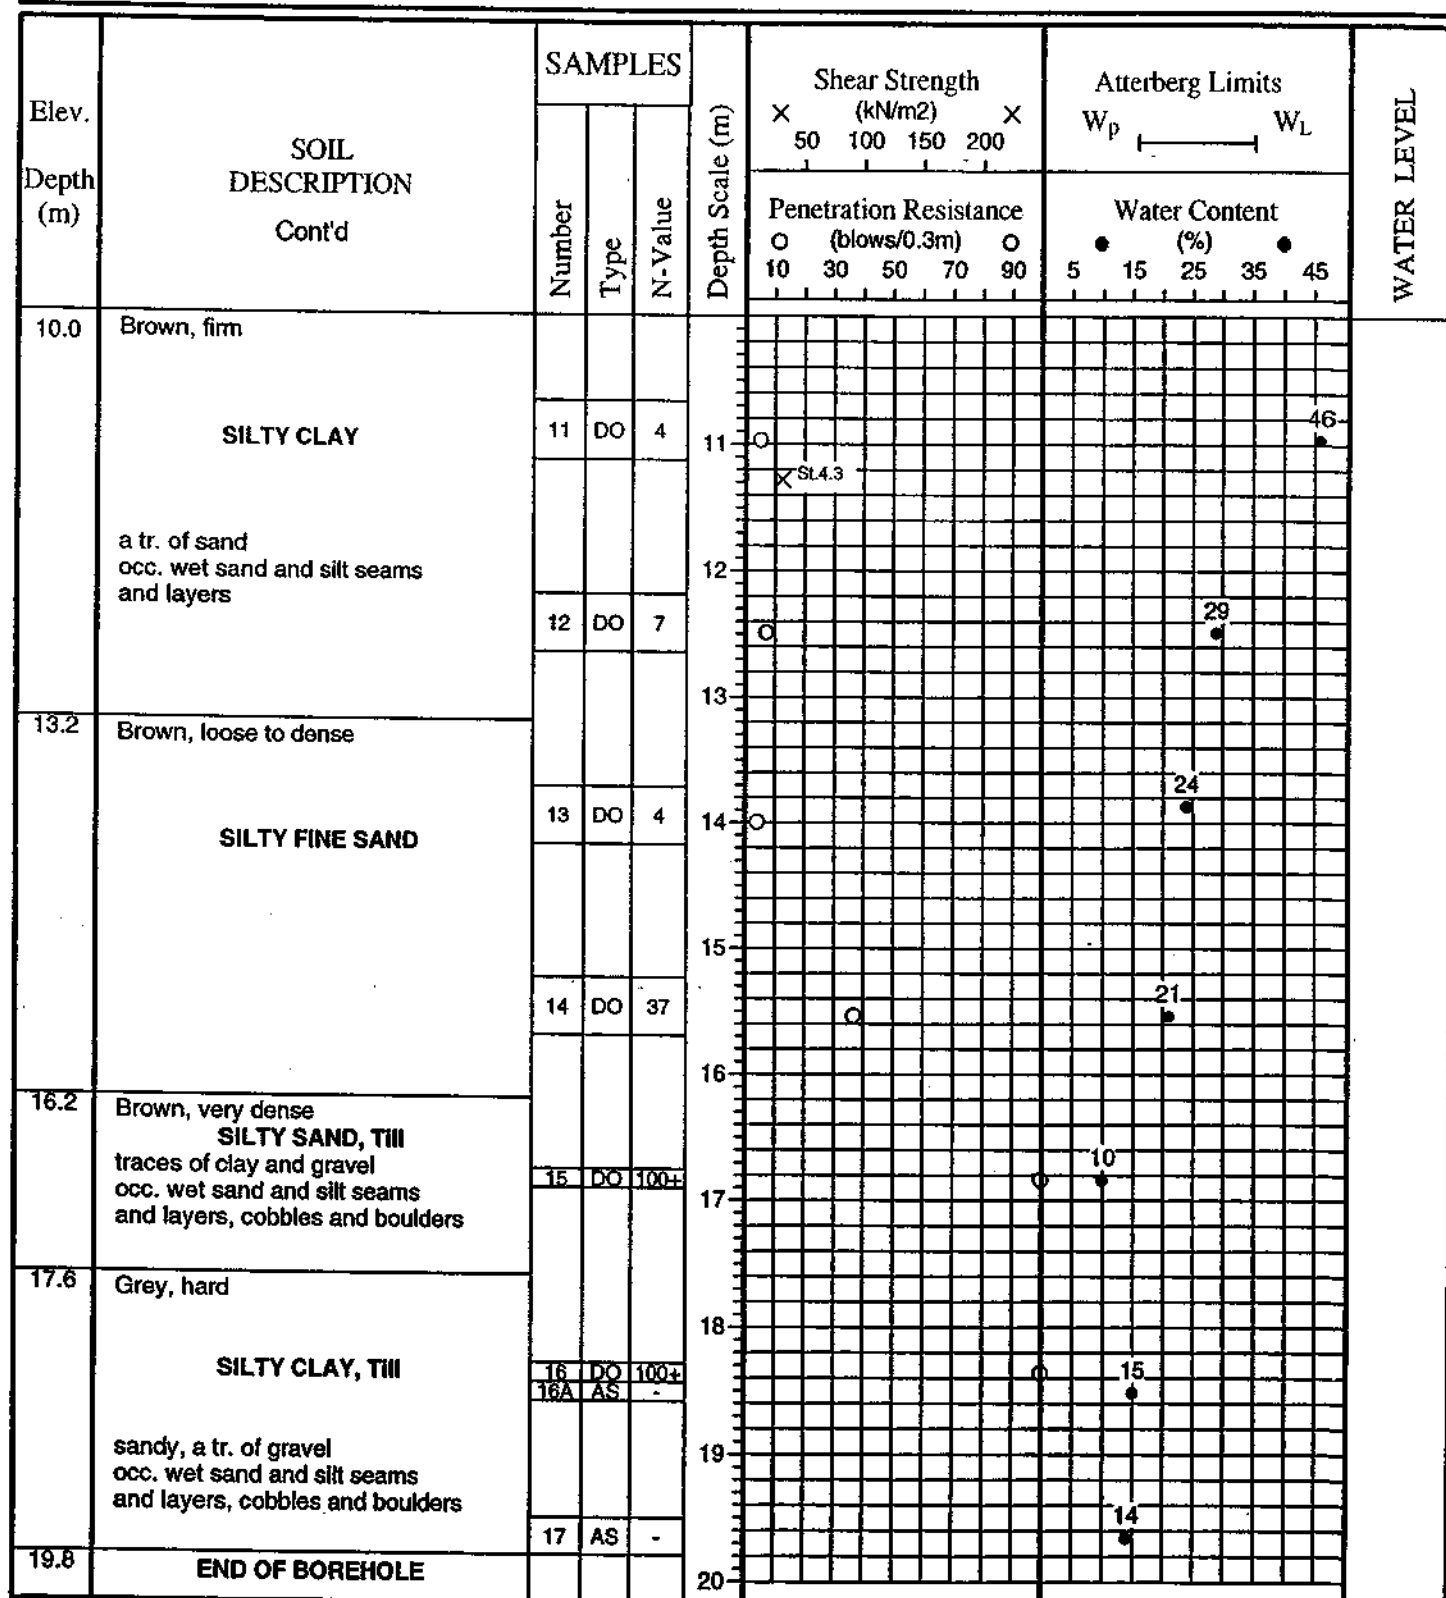 Elev.
Depth
(m)
SOIL
DESCRIPTION
Cont'd
SAMPLES
Number
Type
N-Value
Depth Scale (m)
Shear Strength
× (kN/m2) ×
50 100 150 200
Penetration Resistance
O (blows/0.3m) O
10 30 50 70 90
Atterberg Limits
Wp WL
Water Content
● (%) ●
5 15 25 35 45
WATER LEVEL
10.0 Brown, firm
SILTY CLAY
11 DO 4
11
46
× St.4.3
a tr. of sand
occ. wet sand and silt seams
and layers
12
12 DO 7
29
13
13.2 Brown, loose to dense
24
13 DO 4
14
SILTY FINE SAND
15
14 DO 37
21
16
16.2 Brown, very dense
SILTY SAND, Till
traces of clay and gravel
occ. wet sand and silt seams
and layers, cobbles and boulders
15 DO 100+
10
17
17.6 Grey, hard
18
SILTY CLAY, Till
16 DO 100+
16A AS -
15
sandy, a tr. of gravel
occ. wet sand and silt seams
and layers, cobbles and boulders
19
14
17 AS -
19.8 END OF BOREHOLE
20